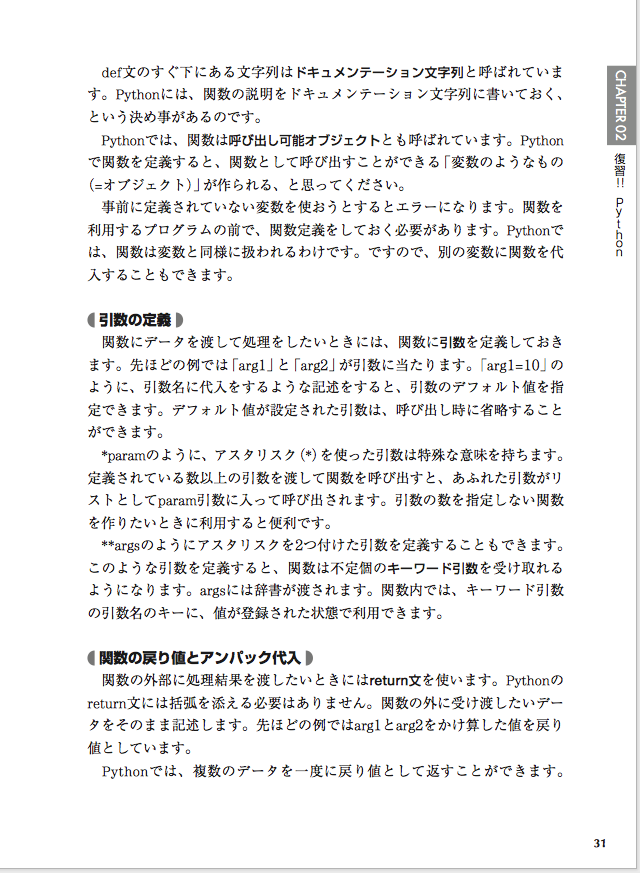 def文のすぐ下にある文字列はドキュメンテーション文字列と呼ばれていま
す。Pythonには、関数の説明をドキュメンテーション文字列に書いておく、
という決め事があるのです。
Pythonでは、関数は呼び出し可能オブジェクトとも呼ばれています。Python
で関数を定義すると、関数として呼び出すことができる「変数のようなもの
(=オブジェクト)」が作られる、と思ってください。
事前に定義されていない変数を使おうとするとエラーになります。関数を
利用するプログラムの前で、関数定義をしておく必要があります。Pythonで
は、関数は変数と同様に扱われるわけです。ですので、別の変数に関数を代
入することもできます。
引数の定義
関数にデータを渡して処理をしたいときには、関数に引数を定義しておき
ます。先ほどの例では「arg1」と「arg2」が引数に当たります。「arg1=10」の
ように、引数名に代入をするような記述をすると、引数のデフォルト値を指
定できます。デフォルト値が設定された引数は、呼び出し時に省略すること
ができます。
*paramのように、アスタリスク(*)を使った引数は特殊な意味を持ちます。
定義されている数以上の引数を渡して関数を呼び出すと、あふれた引数がリ
ストとしてparam引数に入って呼び出されます。引数の数を指定しない関数
を作りたいときに利用すると便利です。
**argsのようにアスタリスクを2つ付けた引数を定義することもできます。
このような引数を定義すると、関数は不定個のキーワード引数を受け取れる
ようになります。argsには辞書が渡されます。関数内では、キーワード引数
の引数名のキーに、値が登録された状態で利用できます。
関数の戻り値とアンパック代入
関数の外部に処理結果を渡したいときにはreturn文を使います。Pythonの
return文には括弧を添える必要はありません。関数の外に受け渡したいデー
タをそのまま記述します。先ほどの例ではarg1とarg2をかけ算した値を戻り
値としています。
Pythonでは、複数のデータを一度に戻り値として返すことができます。
CHAPTER 02
復習!! Python
31